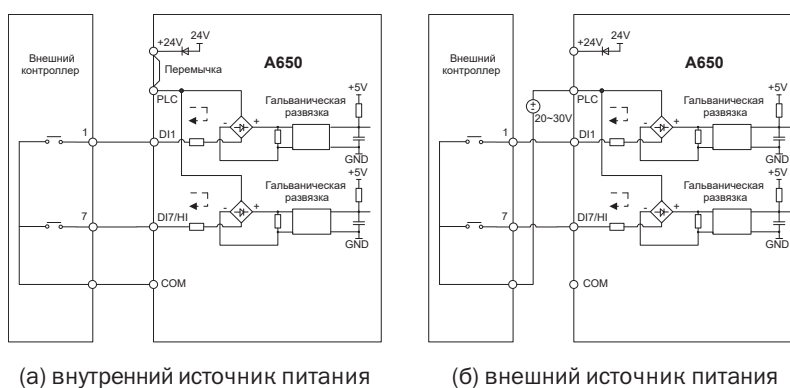 +24V
24V
Внешний
контроллер
Перемычка
A650
PLC
Гальваническая
развязка
+5V
1
DI1
-
+
GND
+5V
Гальваническая
развязка
7
DI7/HI
-
+
GND
COM
(а) внутренний источник питания
+24V
24V
Внешний
контроллер
A650
PLC
20~30V
Гальваническая
развязка
+5V
1
DI1
-
+
GND
+5V
Гальваническая
развязка
7
DI7/HI
-
+
GND
COM
(б) внешний источник питания